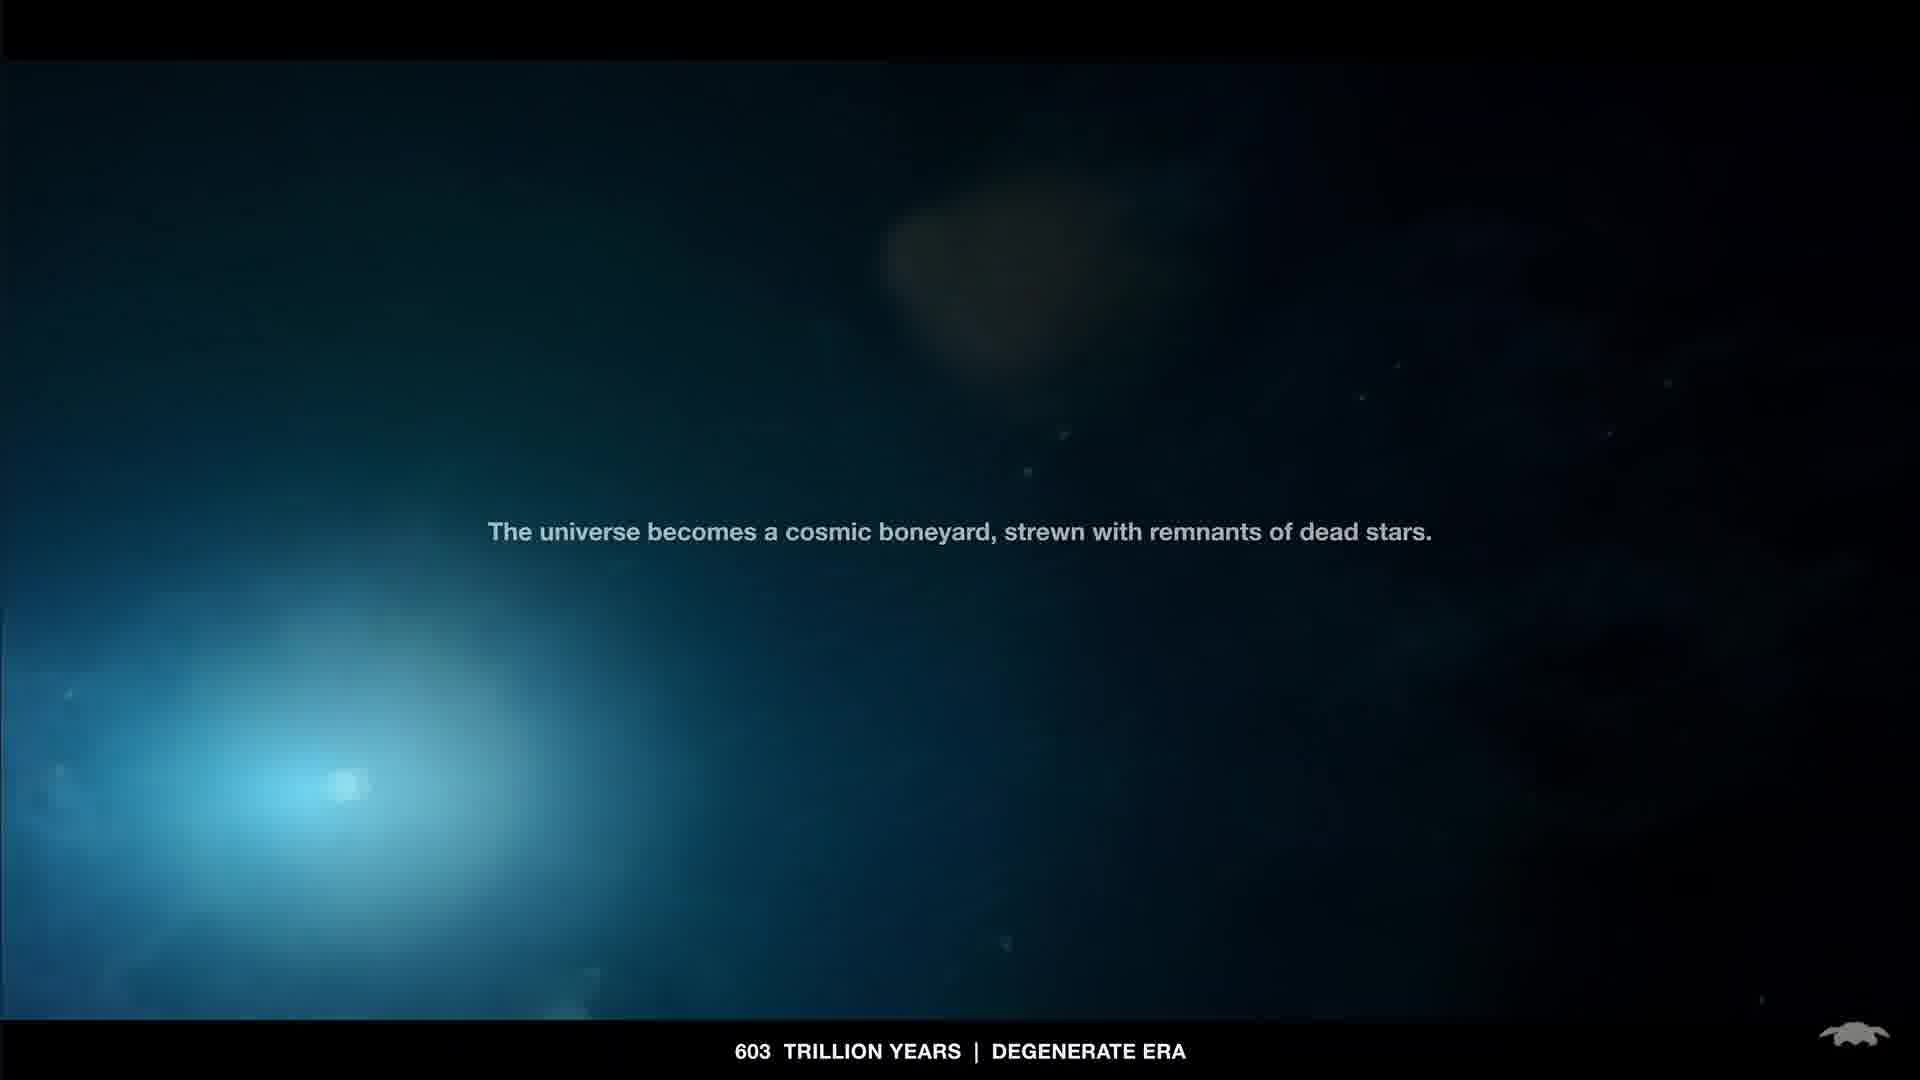 The universe becomes a cosmic boneyard, strewn with remnants of dead stars.
603 TRILLION YEARS | DEGENERATE ERA